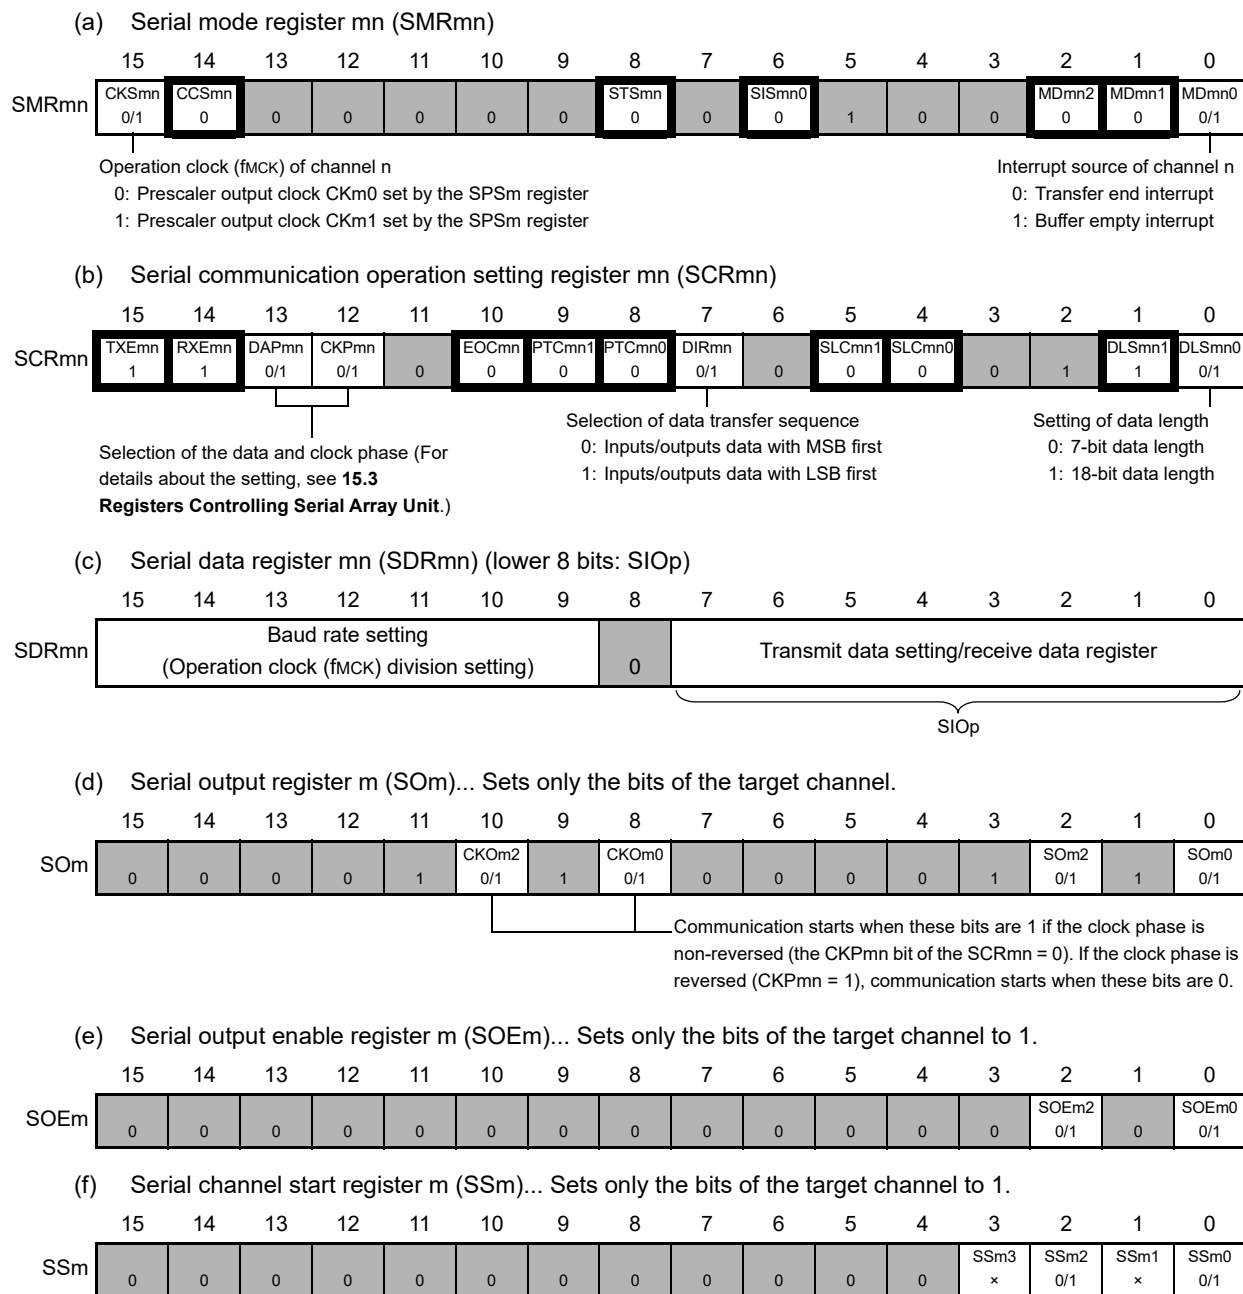 (a) Serial mode register mn (SMRmn)
15 14 13 12 11 10 9 8 7 6 5 4 3 2 1 0
SMRmn
CKSmn CCSmn STSmn SISmn0 MDmn2 MDmn1 MDmn0
0/1 0 0 0 0 0 0 0 0 0 1 0 0 0 0 0/1
Operation clock (fMCK) of channel n
0: Prescaler output clock CKm0 set by the SPSm register
1: Prescaler output clock CKm1 set by the SPSm register
Interrupt source of channel n
0: Transfer end interrupt
1: Buffer empty interrupt
(b) Serial communication operation setting register mn (SCRmn)
15 14 13 12 11 10 9 8 7 6 5 4 3 2 1 0
SCRmn
TXEmn RXEmn DAPmn CKPmn EOCmn PTCmn1 PTCmn0 DIRmn SLCmn1 SLCmn0 DLSmn1 DLSmn0
1 1 0/1 0/1 0 0 0 0 0/1 0 0 0 0 1 1 0/1
Selection of the data and clock phase (For
details about the setting, see 15.3
Registers Controlling Serial Array Unit.)
Selection of data transfer sequence
0: Inputs/outputs data with MSB first
1: Inputs/outputs data with LSB first
Setting of data length
0: 7-bit data length
1: 18-bit data length
(c) Serial data register mn (SDRmn) (lower 8 bits: SIOp)
15 14 13 12 11 10 9 8 7 6 5 4 3 2 1 0
SDRmn
Baud rate setting
(Operation clock (fMCK) division setting)
0
Transmit data setting/receive data register
SIOp
(d) Serial output register m (SOm)... Sets only the bits of the target channel.
15 14 13 12 11 10 9 8 7 6 5 4 3 2 1 0
SOm
CKOm2 CKOm0 SOm2 SOm0
0 0 0 0 1 0/1 1 0/1 0 0 0 0 1 0/1 1 0/1
Communication starts when these bits are 1 if the clock phase is
non-reversed (the CKPmn bit of the SCRmn = 0). If the clock phase is
reversed (CKPmn = 1), communication starts when these bits are 0.
(e) Serial output enable register m (SOEm)... Sets only the bits of the target channel to 1.
15 14 13 12 11 10 9 8 7 6 5 4 3 2 1 0
SOEm
SOEm2 SOEm0
0 0 0 0 0 0 0 0 0 0 0 0 0 0/1 0 0/1
(f) Serial channel start register m (SSm)... Sets only the bits of the target channel to 1.
15 14 13 12 11 10 9 8 7 6 5 4 3 2 1 0
SSm
SSm3 SSm2 SSm1 SSm0
0 0 0 0 0 0 0 0 0 0 0 0 × 0/1 × 0/1